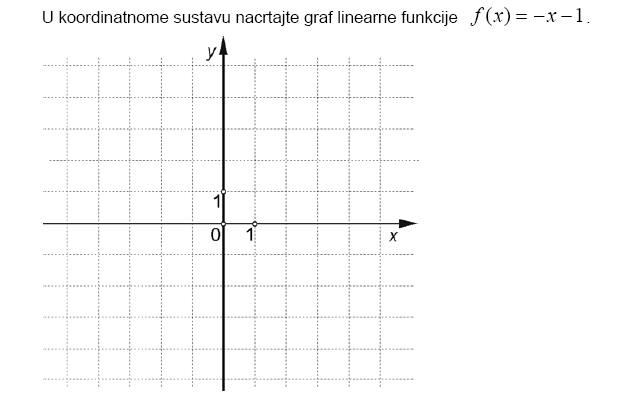 U koordinatnome sustavu nacrtajte graf linearne funkcije f(x) = −x − 1.
y
1
0 1 x